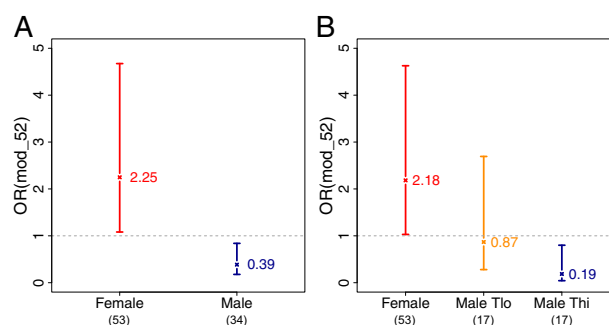 A
OR(mod_52)
5
4
3
2
1
0
2.25
0.39
Female
(53)
Male
(34)
B
OR(mod_52)
5
4
3
2
1
0
2.18
0.87
0.19
Female
(53)
Male Tlo
(17)
Male Thi
(17)